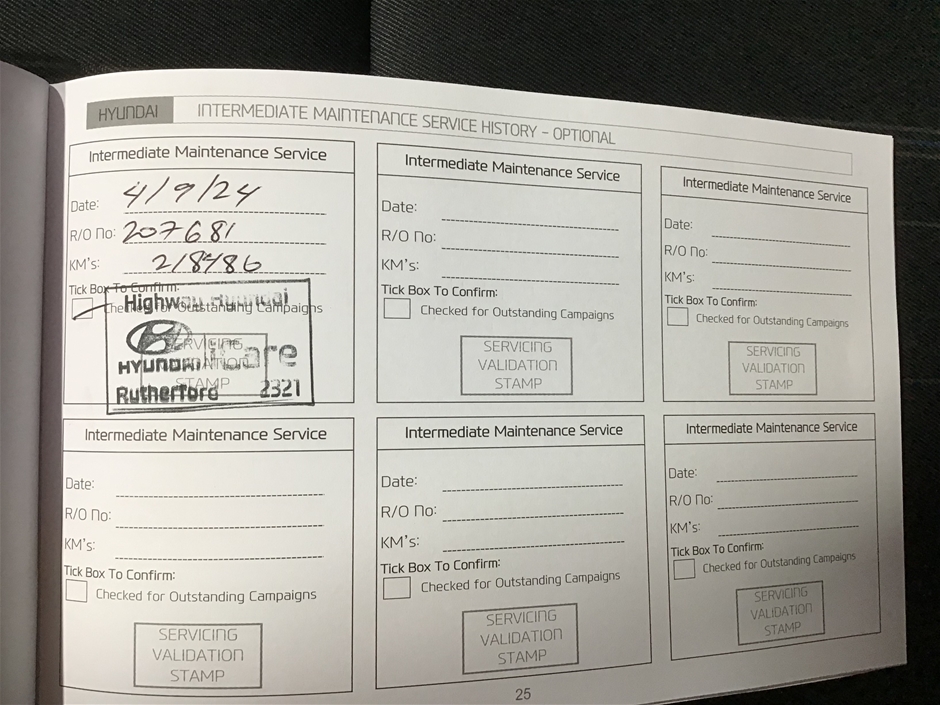 HYUNDAI INTERMEDIATE MAINTENANCE SERVICE HISTORY - OPTIONAL
Intermediate Maintenance Service
Date: 4/9/24
R/O No: 207681
KM's: 218486
Tick Box To Confirm:
Checked for Outstanding Campaigns
Highway Hyundai
SERVICING
VALIDATION
STAMP
HYUNDAI iCare
Rutherford 2321
Intermediate Maintenance Service
Date:
R/O No:
KM's:
Tick Box To Confirm:
Checked for Outstanding Campaigns
SERVICING
VALIDATION
STAMP
Intermediate Maintenance Service
Date:
R/O No:
KM's:
Tick Box To Confirm:
Checked for Outstanding Campaigns
SERVICING
VALIDATION
STAMP
Intermediate Maintenance Service
Date:
R/O No:
KM's:
Tick Box To Confirm:
Checked for Outstanding Campaigns
SERVICING
VALIDATION
STAMP
Intermediate Maintenance Service
Date:
R/O No:
KM's:
Tick Box To Confirm:
Checked for Outstanding Campaigns
SERVICING
VALIDATION
STAMP
Intermediate Maintenance Service
Date:
R/O No:
KM's:
Tick Box To Confirm:
Checked for Outstanding Campaigns
SERVICING
VALIDATION
STAMP
25